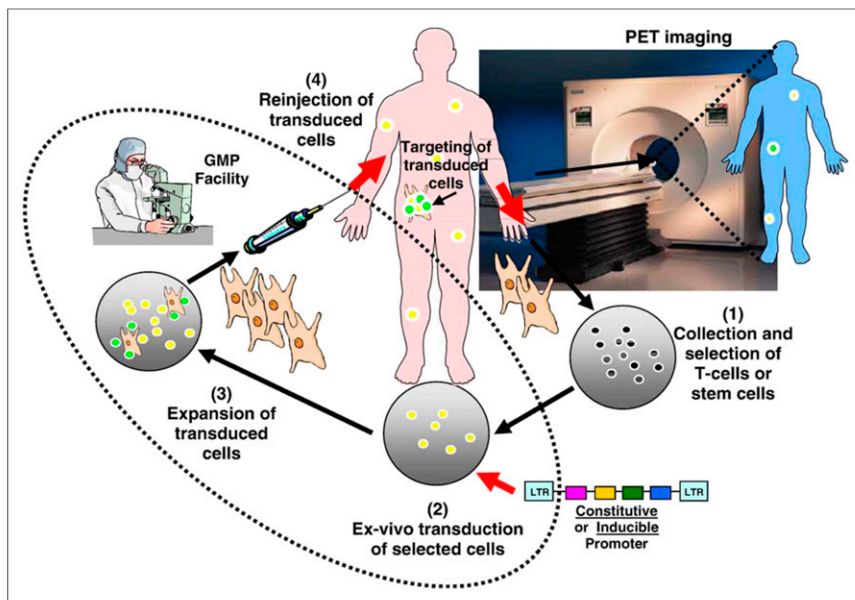 PET imaging
(4)
Reinjection of
transduced
cells
GMP
Facility
Targeting of
transduced
cells
(1)
Collection and
selection of
T-cells or
stem cells
(3)
Expansion of
transduced
cells
(2)
Ex-vivo transduction
of selected cells
LTR
LTR
Constitutive
or Inducible
Promoter